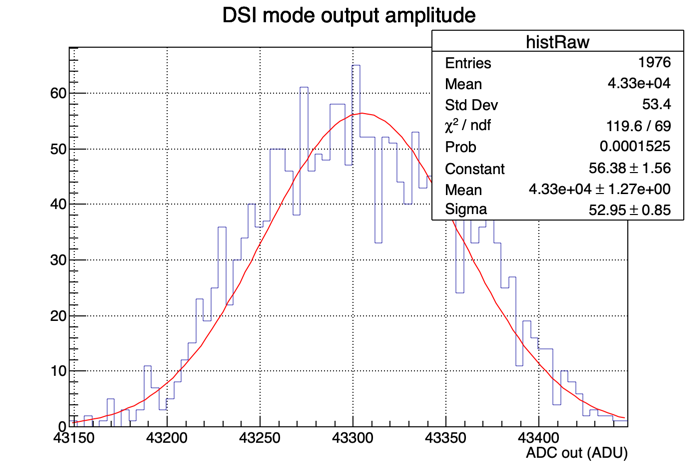 DSI mode output amplitude
histRaw
Entries 1976
Mean 4.33e+04
Std Dev 53.4
χ² / ndf 119.6 / 69
Prob 0.0001525
Constant 56.38 ± 1.56
Mean 4.33e+04 ± 1.27e+00
Sigma 52.95 ± 0.85
60
50
40
30
20
10
0
43150 43200 43250 43300 43350 43400
ADC out (ADU)